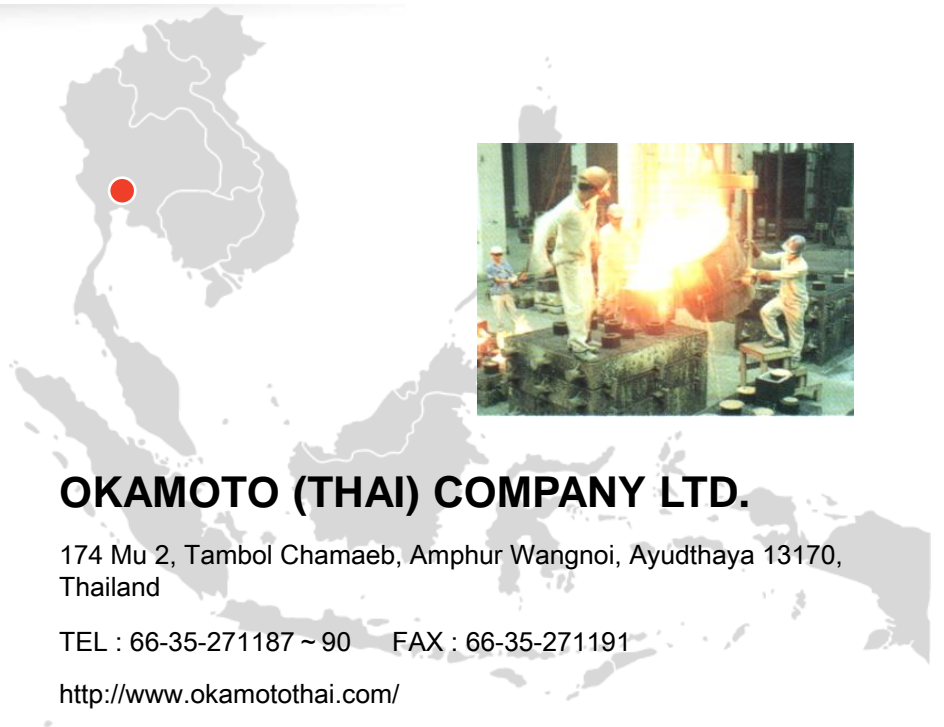 OKAMOTO (THAI) COMPANY LTD.
174 Mu 2, Tambol Chamaeb, Amphur Wangnoi, Ayudthaya 13170,
Thailand
TEL : 66-35-271187 ~ 90 FAX : 66-35-271191
http://www.okamotothai.com/